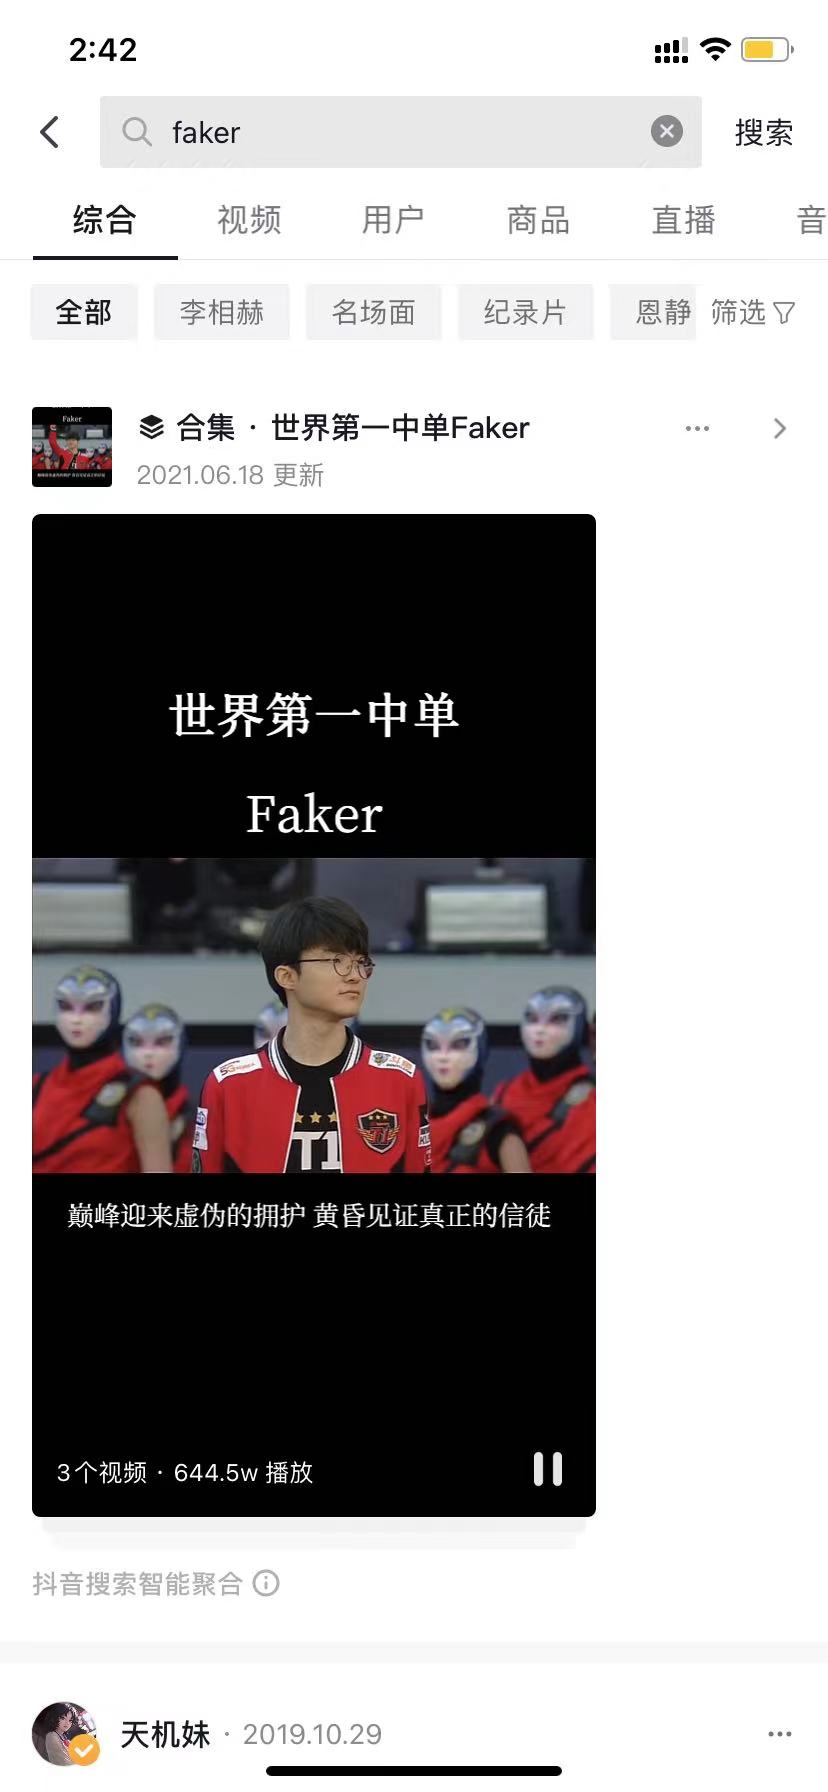 2:42
faker
搜索
综合 视频 用户 商品 直播 音
全部 李相赫 名场面 纪录片 恩静 筛选
Faker
合集 · 世界第一中单Faker
2021.06.18 更新
世界第一中单
Faker
T1
巅峰迎来虚伪的拥护 黄昏见证真正的信徒
3个视频 · 644.5w 播放
抖音搜索智能聚合
天机妹 · 2019.10.29